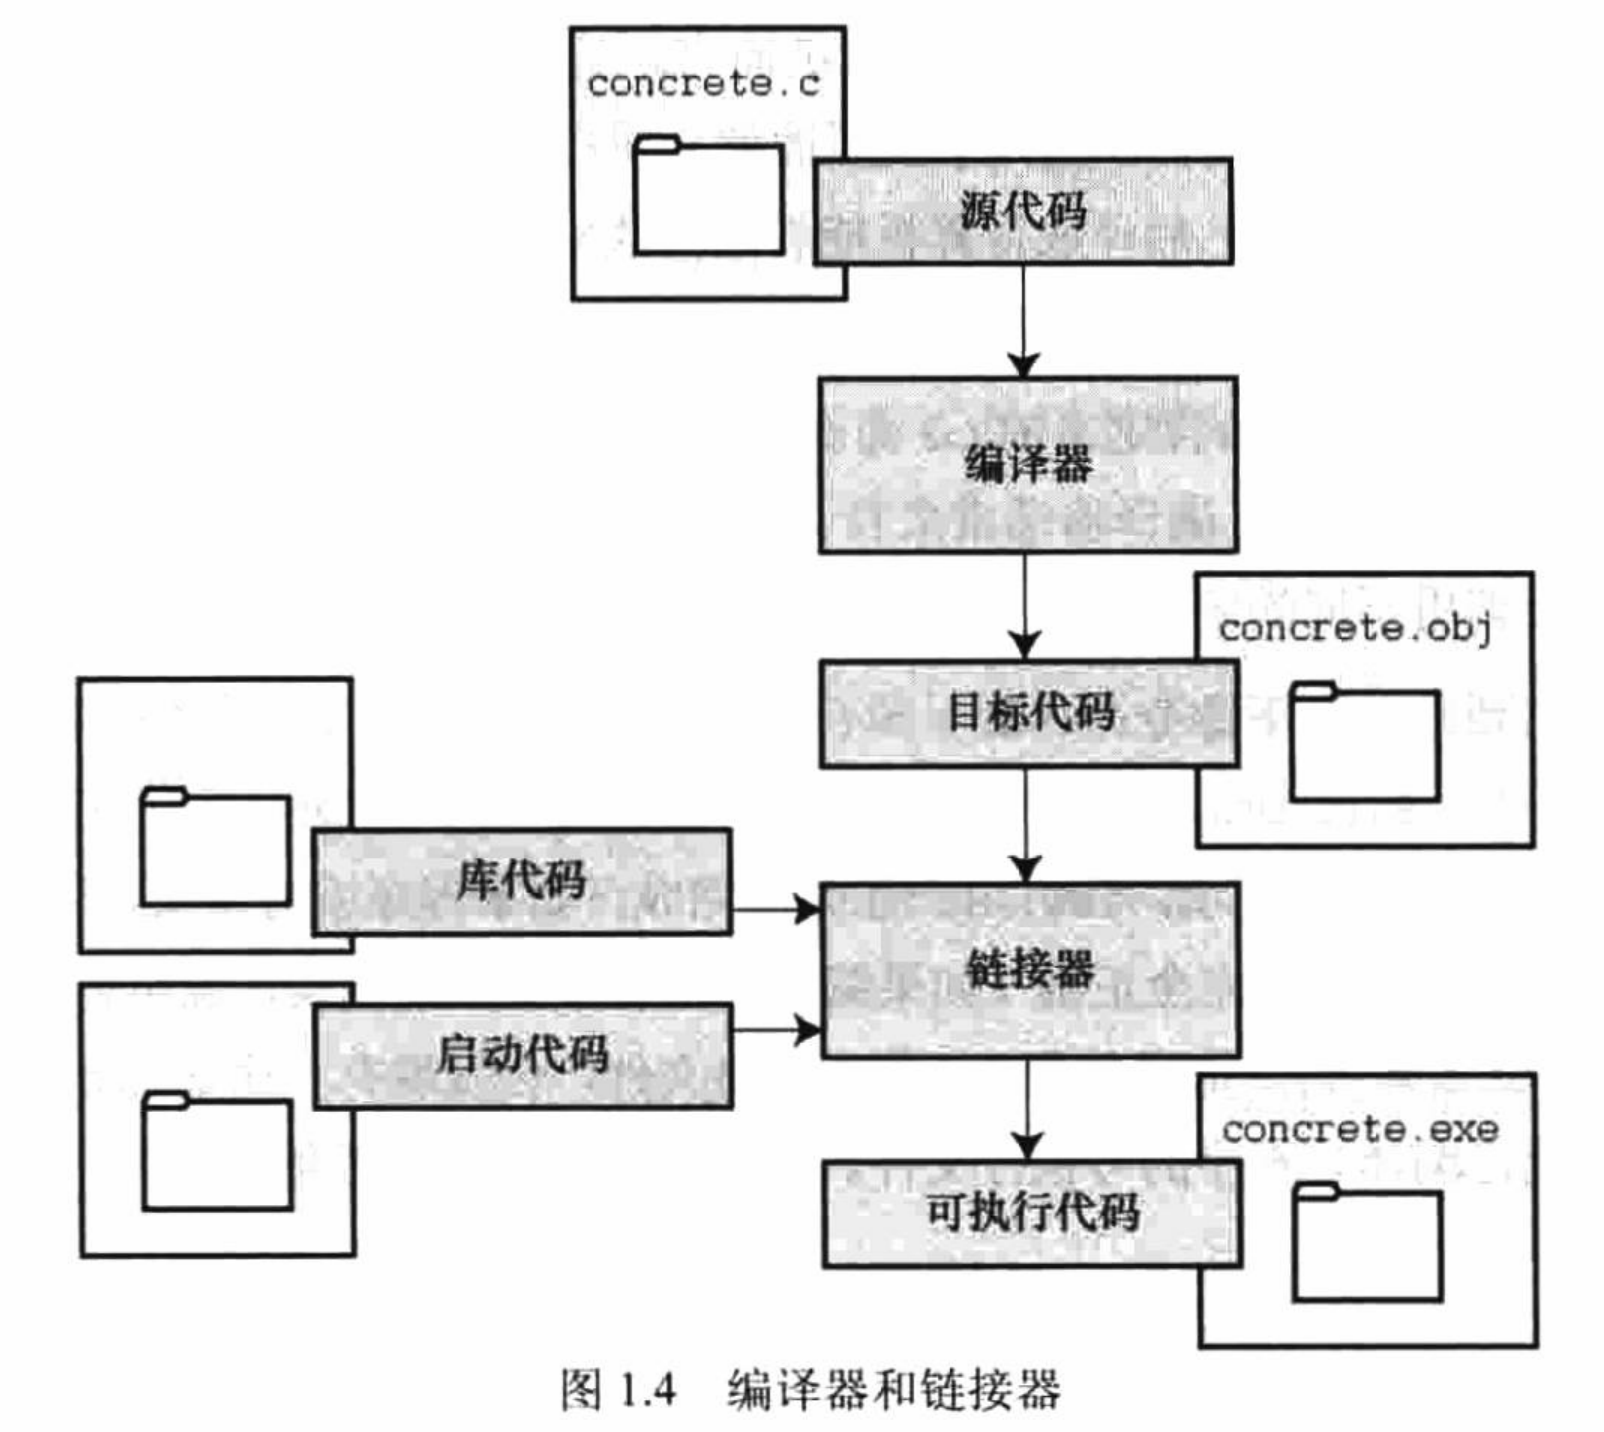 concrete.c
源代码
编译器
concrete.obj
目标代码
库代码
链接器
启动代码
concrete.exe
可执行代码
图 1.4 编译器和链接器